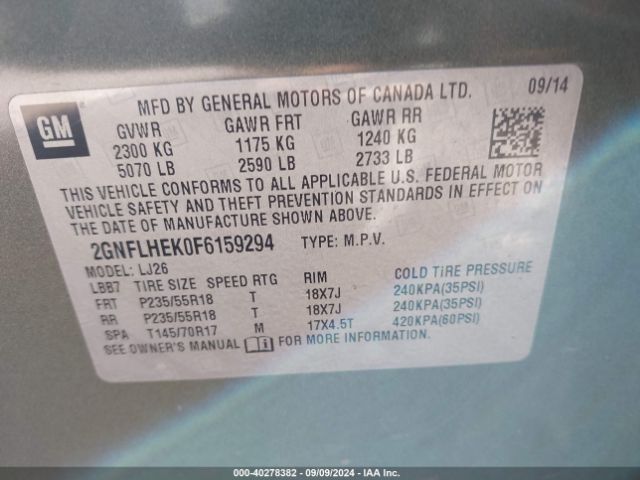 GM
MFD BY GENERAL MOTORS OF CANADA LTD. 09/14
GVWR GAWR FRT GAWR RR
2300 KG 1175 KG 1240 KG
5070 LB 2590 LB 2733 LB
THIS VEHICLE CONFORMS TO ALL APPLICABLE U.S. FEDERAL MOTOR
VEHICLE SAFETY AND THEFT PREVENTION STANDARDS IN EFFECT ON
THE DATE OF MANUFACTURE SHOWN ABOVE.
2GNFLHEK0F6159294 TYPE: M.P.V.
MODEL: LJ26
LBB7 TIRE SIZE SPEED RTG RIM COLD TIRE PRESSURE
FRT P235/55R18 T 18X7J 240KPA(35PSI)
RR P235/55R18 T 18X7J 240KPA(35PSI)
SPA T145/70R17 M 17X4.5T 420KPA(60PSI)
SEE OWNER'S MANUAL FOR MORE INFORMATION.
000-40278382 - 09/09/2024 - IAA Inc.